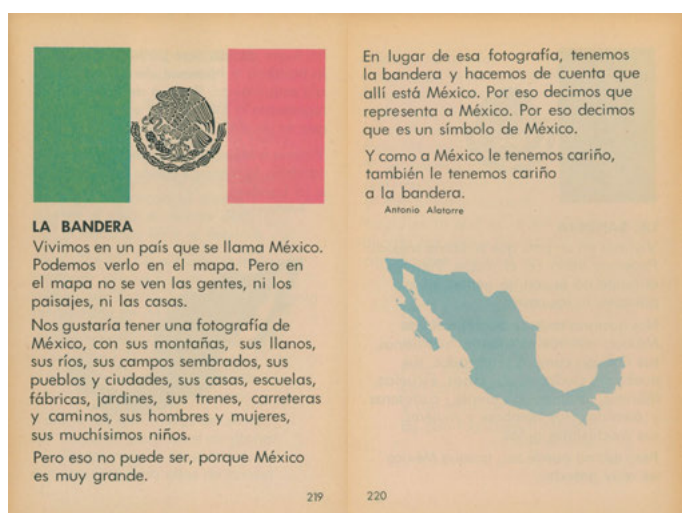 LA BANDERA
Vivimos en un país que se llama México.
Podemos verlo en el mapa. Pero en
el mapa no se ven las gentes, ni los
paisajes, ni las casas.
Nos gustaría tener una fotografía de
México, con sus montañas, sus llanos,
sus ríos, sus campos sembrados, sus
pueblos y ciudades, sus casas, escuelas,
fábricas, jardines, sus trenes, carreteras
y caminos, sus hombres y mujeres,
sus muchísimos niños.
Pero eso no puede ser, porque México
es muy grande.
219
En lugar de esa fotografía, tenemos
la bandera y hacemos de cuenta que
allí está México. Por eso decimos que
representa a México. Por eso decimos
que es un símbolo de México.
Y como a México le tenemos cariño,
también le tenemos cariño
a la bandera.
Antonio Alatorre
220